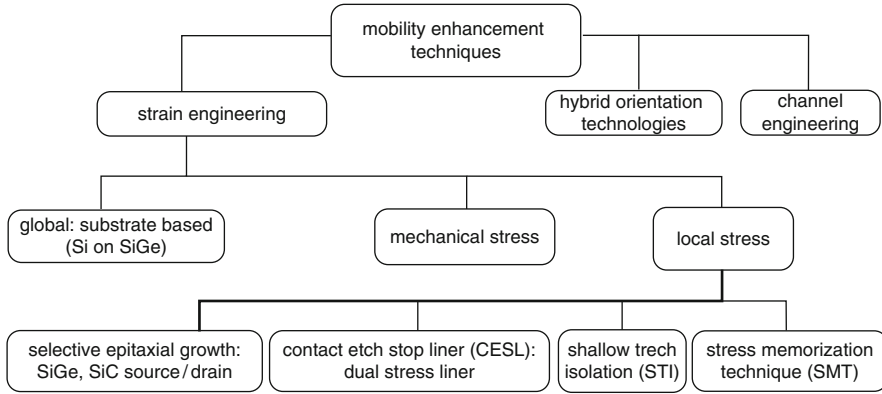 mobility enhancement
techniques
strain engineering
hybrid orientation
technologies
channel
engineering
global: substrate based
(Si on SiGe)
mechanical stress
local stress
selective epitaxial growth:
SiGe, SiC source/drain
contact etch stop liner (CESL):
dual stress liner
shallow trech
isolation (STI)
stress memorization
technique (SMT)